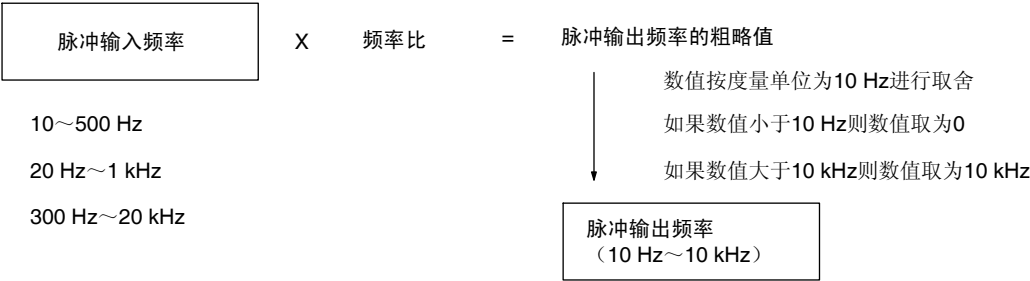 脉冲输入频率 X 频率比 = 脉冲输出频率的粗略值
数值按度量单位为10 Hz进行取舍
10～500 Hz
如果数值小于10 Hz则数值取为0
20 Hz～1 kHz
如果数值大于10 kHz则数值取为10 kHz
300 Hz～20 kHz
脉冲输出频率
（10 Hz～10 kHz）